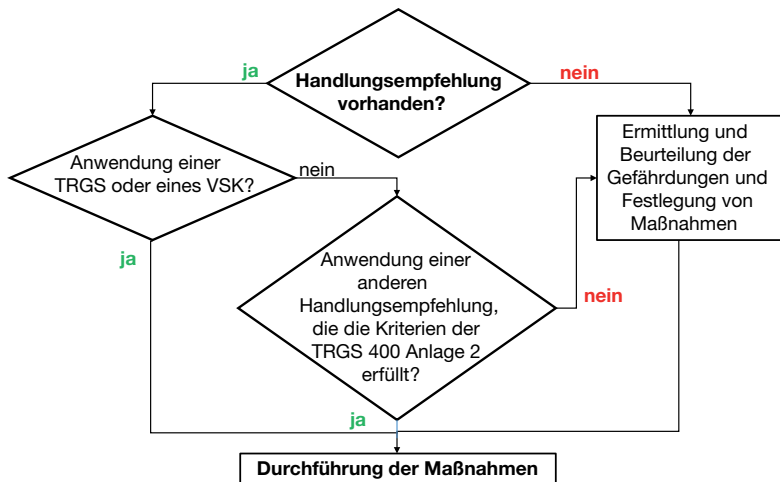 ja
Handlungsempfehlung
vorhanden?
nein
Anwendung einer
TRGS oder eines VSK?
nein
Ermittlung und
Beurteilung der
Gefährdungen und
Festlegung von
Maßnahmen
ja
Anwendung einer
anderen
Handlungsempfehlung,
die die Kriterien der
TRGS 400 Anlage 2
erfüllt?
nein
ja
Durchführung der Maßnahmen